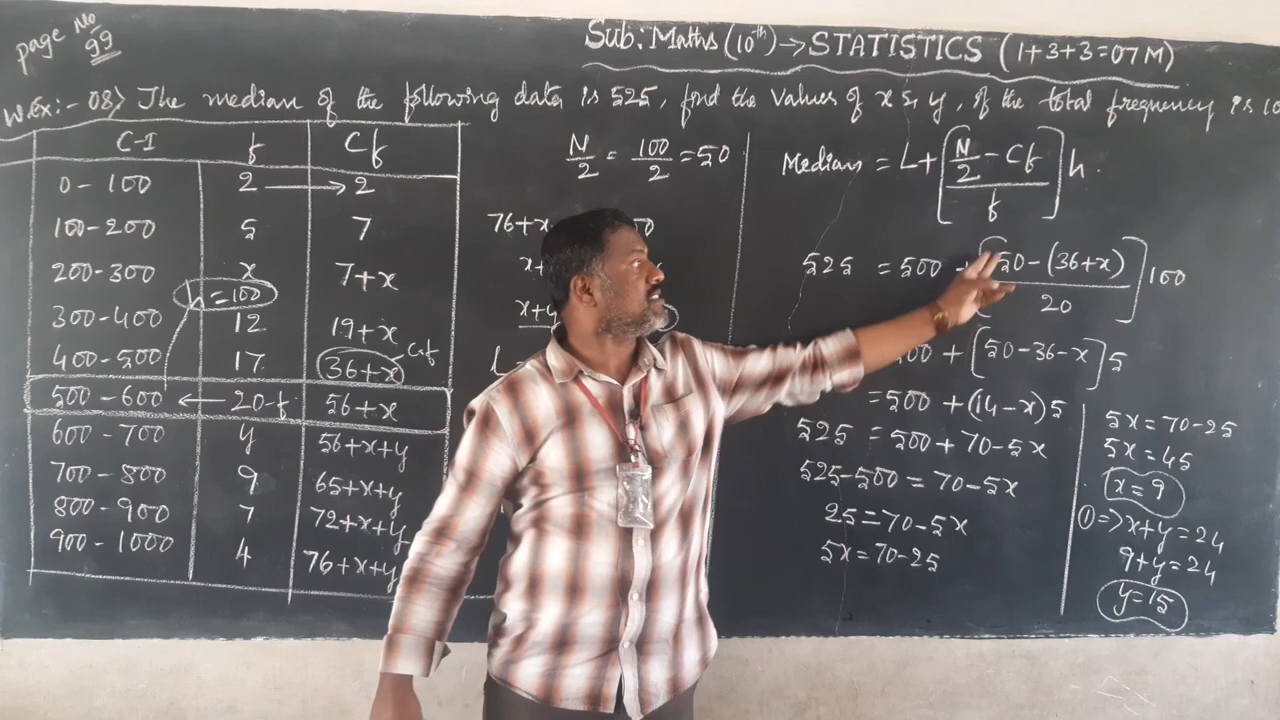 page No 99
Sub: Maths (10th) → STATISTICS (1+3+3=07M)
W.Ex:- 08) The median of the following data is 525, find the values of x & y, if the total frequency is 10
C-I f Cf
0-100 2 → 2
100-200 5 7
200-300 x 7+x
h=100
300-400 12 19+x
400-500 17 36+x Cf
500-600 ← 20-f 56+x
600-700 y 56+x+y
700-800 9 65+x+y
800-900 7 72+x+y
900-1000 4 76+x+y
N/2 = 100/2 = 50
76+x
x+
x+y
L
Median = L+[(N/2 - Cf)/f]h.
525 = 500 + [(50-(36+x))/20]100
00 + [50-36-x]5
=500 +(14-x)5
525 = 500+70-5x
525-500 = 70-5x
25=70-5x
5x=70-25
5x=70-25
5x=45
x=9
①=> x+y=24
9+y=24
y=15